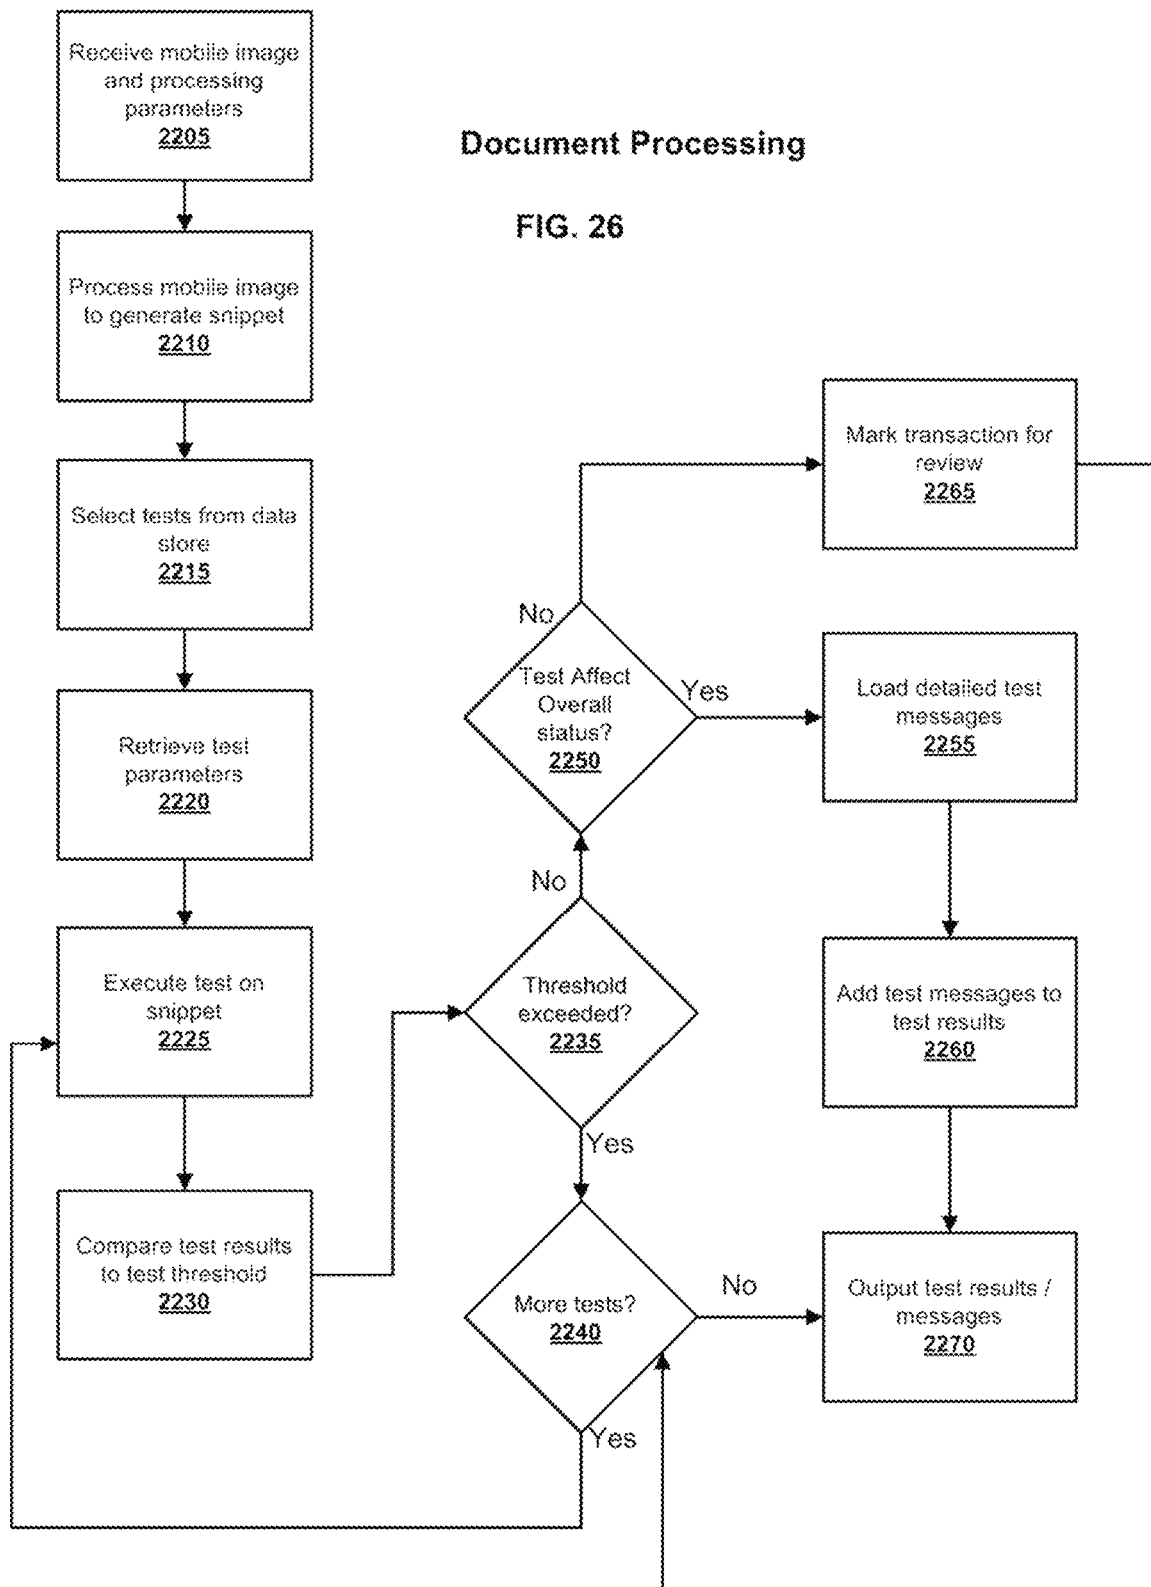 Receive mobile image
and processing
parameters
2205
Document Processing
FIG. 26
Process mobile image
to generate snippet
2210
Select tests from data
store
2215
Retrieve test
parameters
2220
Execute test on
snippet
2225
Compare test results
to test threshold
2230
Threshold
exceeded?
2235
No
Yes
Test Affect
Overall
status?
2250
No
Yes
More tests?
2240
No
Yes
Mark transaction for
review
2265
Load detailed test
messages
2255
Add test messages to
test results
2260
Output test results /
messages
2270